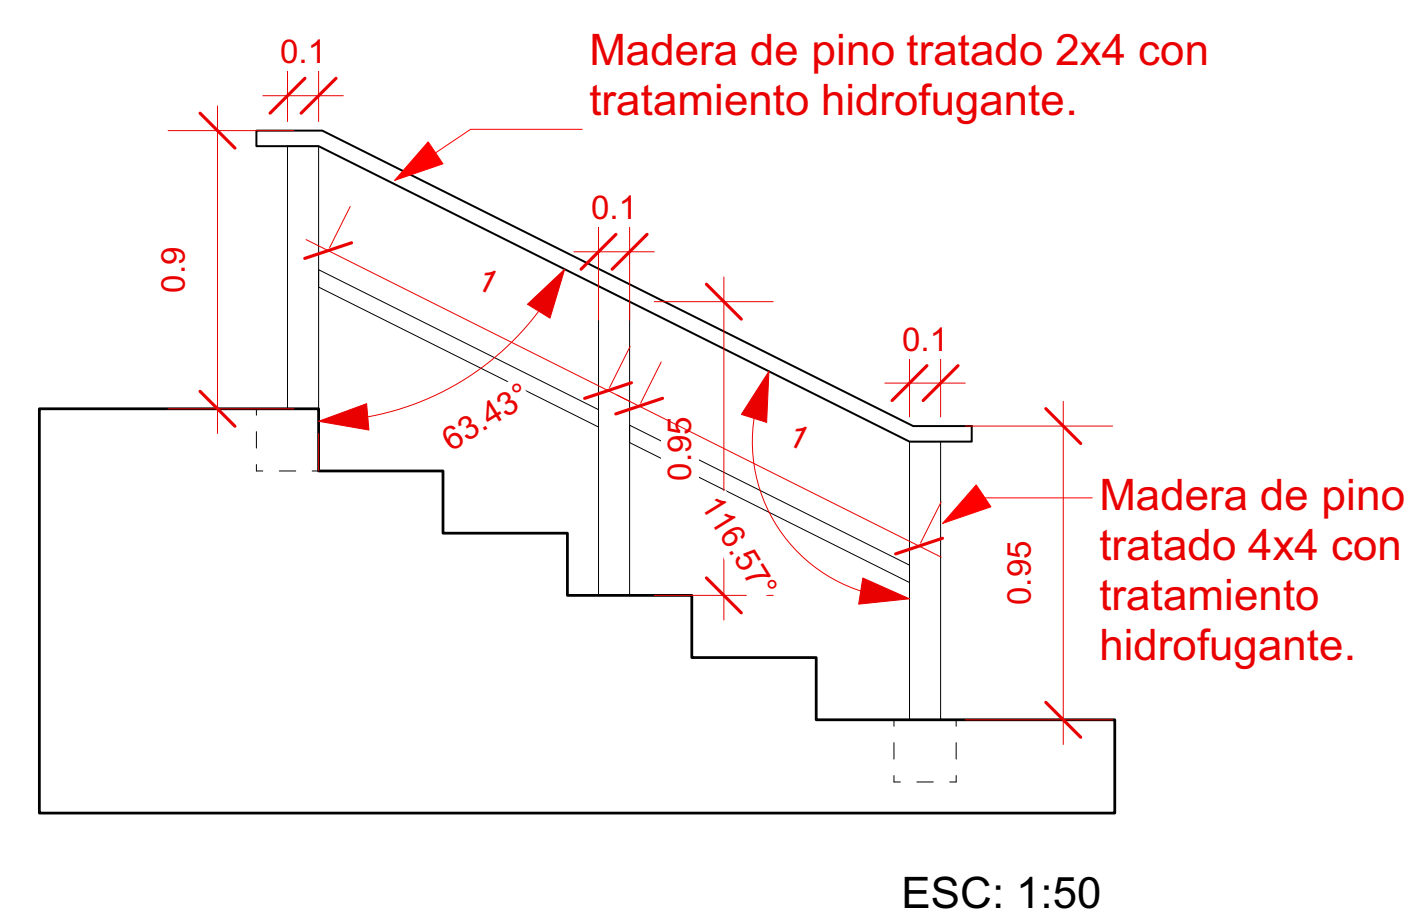 0.1
Madera de pino tratado 2x4 con
tratamiento hidrofugante.
0.1
0.9
1
0.1
63.43°
0.95
1
116.57°
0.95
Madera de pino
tratado 4x4 con
tratamiento
hidrofugante.
ESC: 1:50